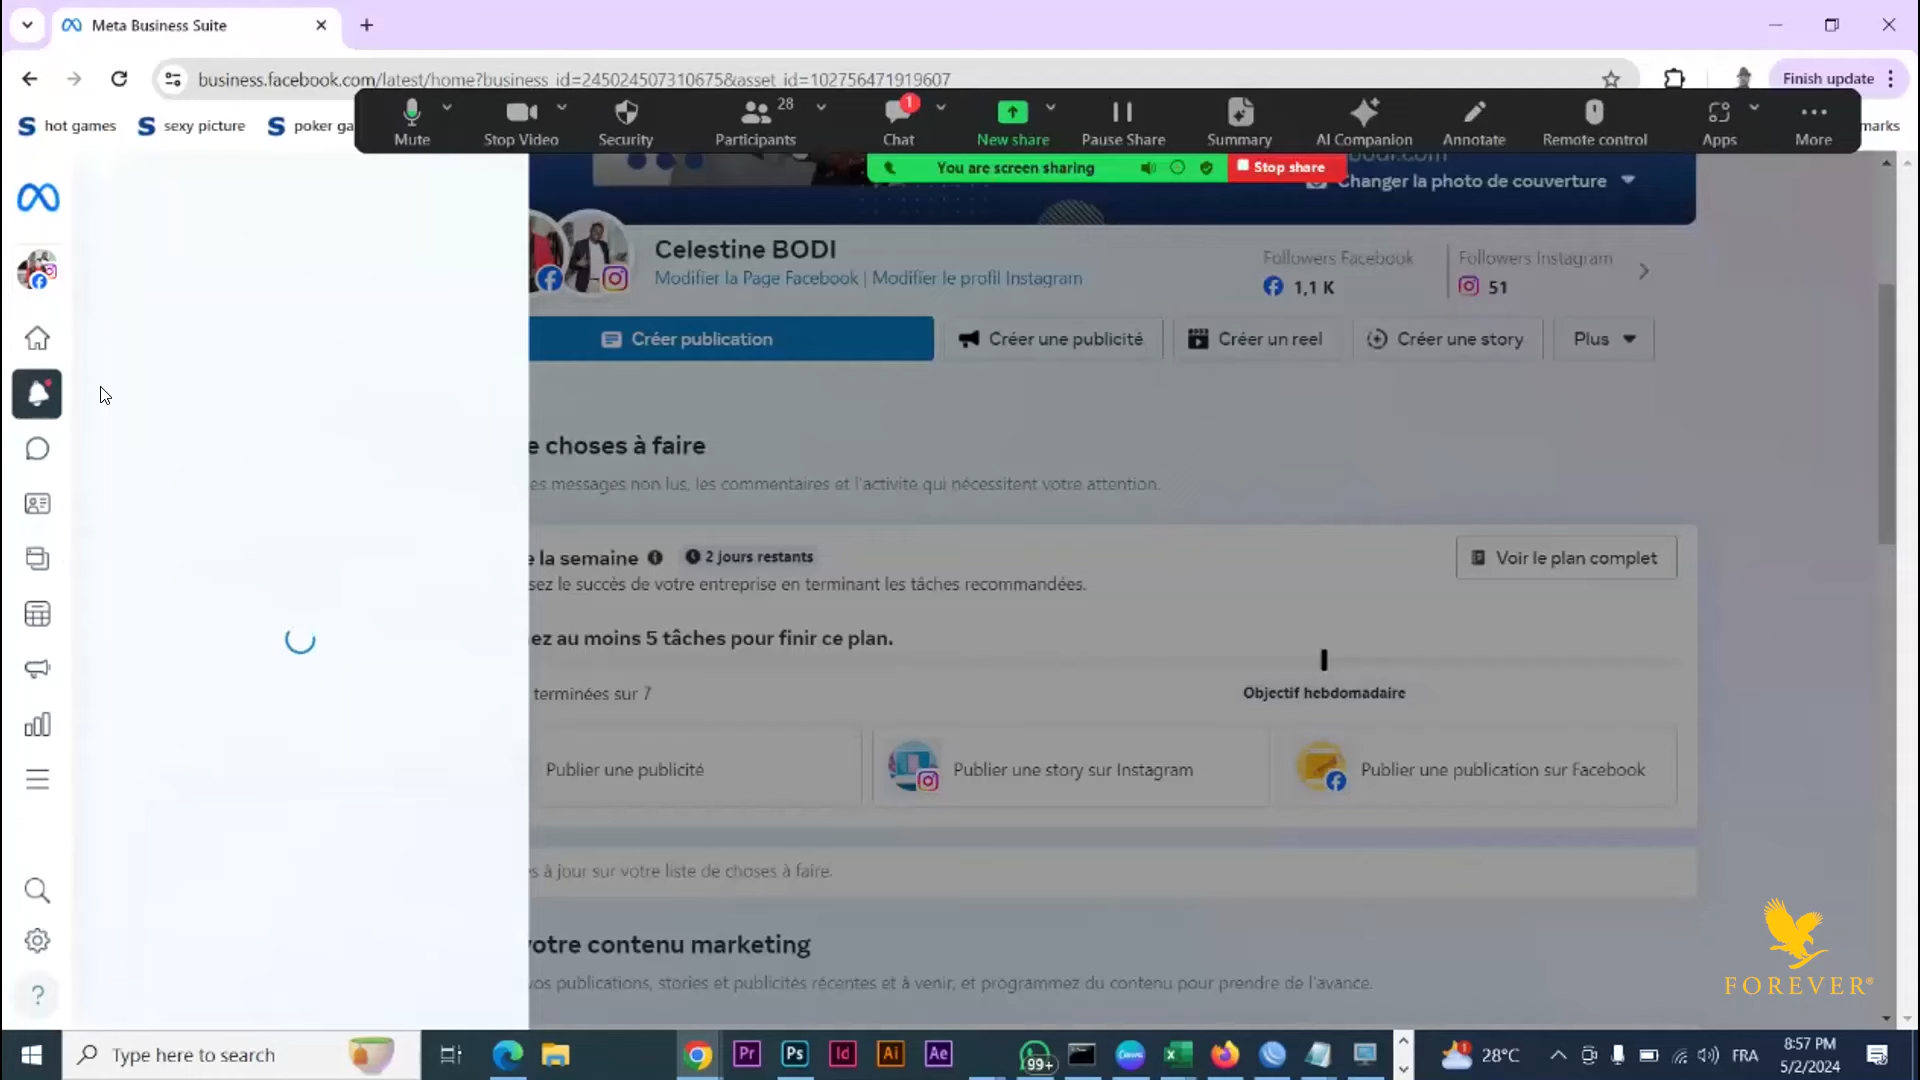 Meta Business Suite
business.facebook.com/latest/home?business_id=2450245073106758&asset_id=102756471919607
Finish update
hot games
sexy picture
poker ga
marks
Mute
Stop Video
Security
Participants
28
Chat
1
New share
Pause Share
Summary
AI Companion
Annotate
Remote control
Apps
More
You are screen sharing
Stop share
Changer la photo de couverture
Celestine BODI
Modifier la Page Facebook | Modifier le profil Instagram
Followers Facebook
1,1 K
Followers Instagram
51
Créer publication
Créer une publicité
Créer un reel
Créer une story
Plus
e choses à faire
es messages non lus, les commentaires et l'activité qui nécessitent votre attention.
e la semaine
2 jours restants
Voir le plan complet
sez le succès de votre entreprise en terminant les tâches recommandées.
ez au moins 5 tâches pour finir ce plan.
terminées sur 7
Objectif hebdomadaire
Publier une publicité
Publier une story sur Instagram
Publier une publication sur Facebook
s à jour sur votre liste de choses à faire.
votre contenu marketing
vos publications, stories et publicités récentes et à venir, et programmez du contenu pour prendre de l'avance.
FOREVER®
Type here to search
Pr
Ps
Id
Ai
Ae
99+
28°C
FRA
8:57 PM
5/2/2024